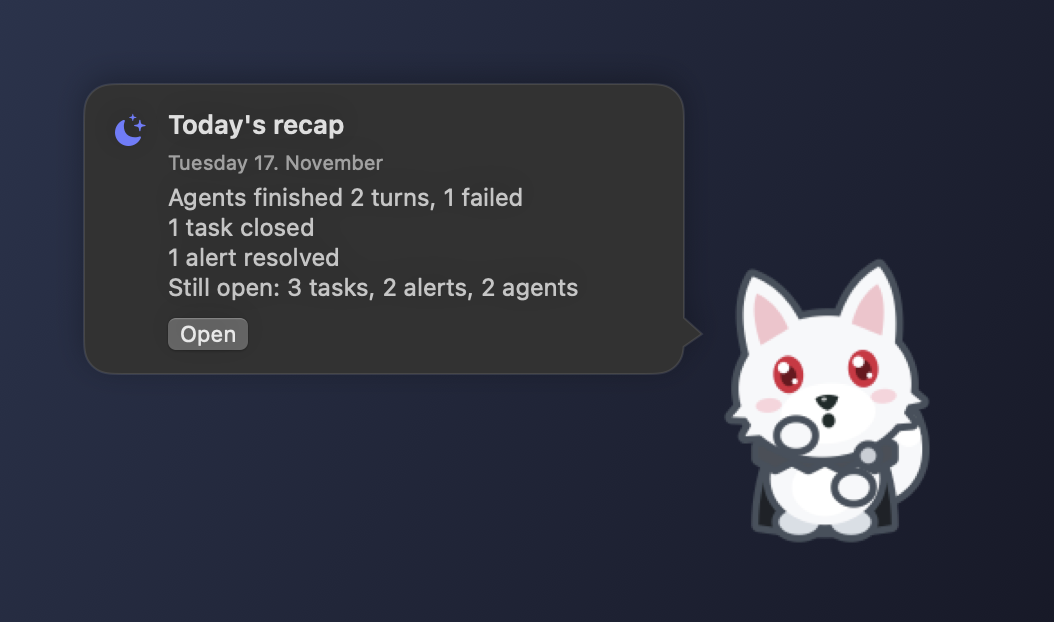 Today's recap
Tuesday 17. November
Agents finished 2 turns, 1 failed
1 task closed
1 alert resolved
Still open: 3 tasks, 2 alerts, 2 agents
Open